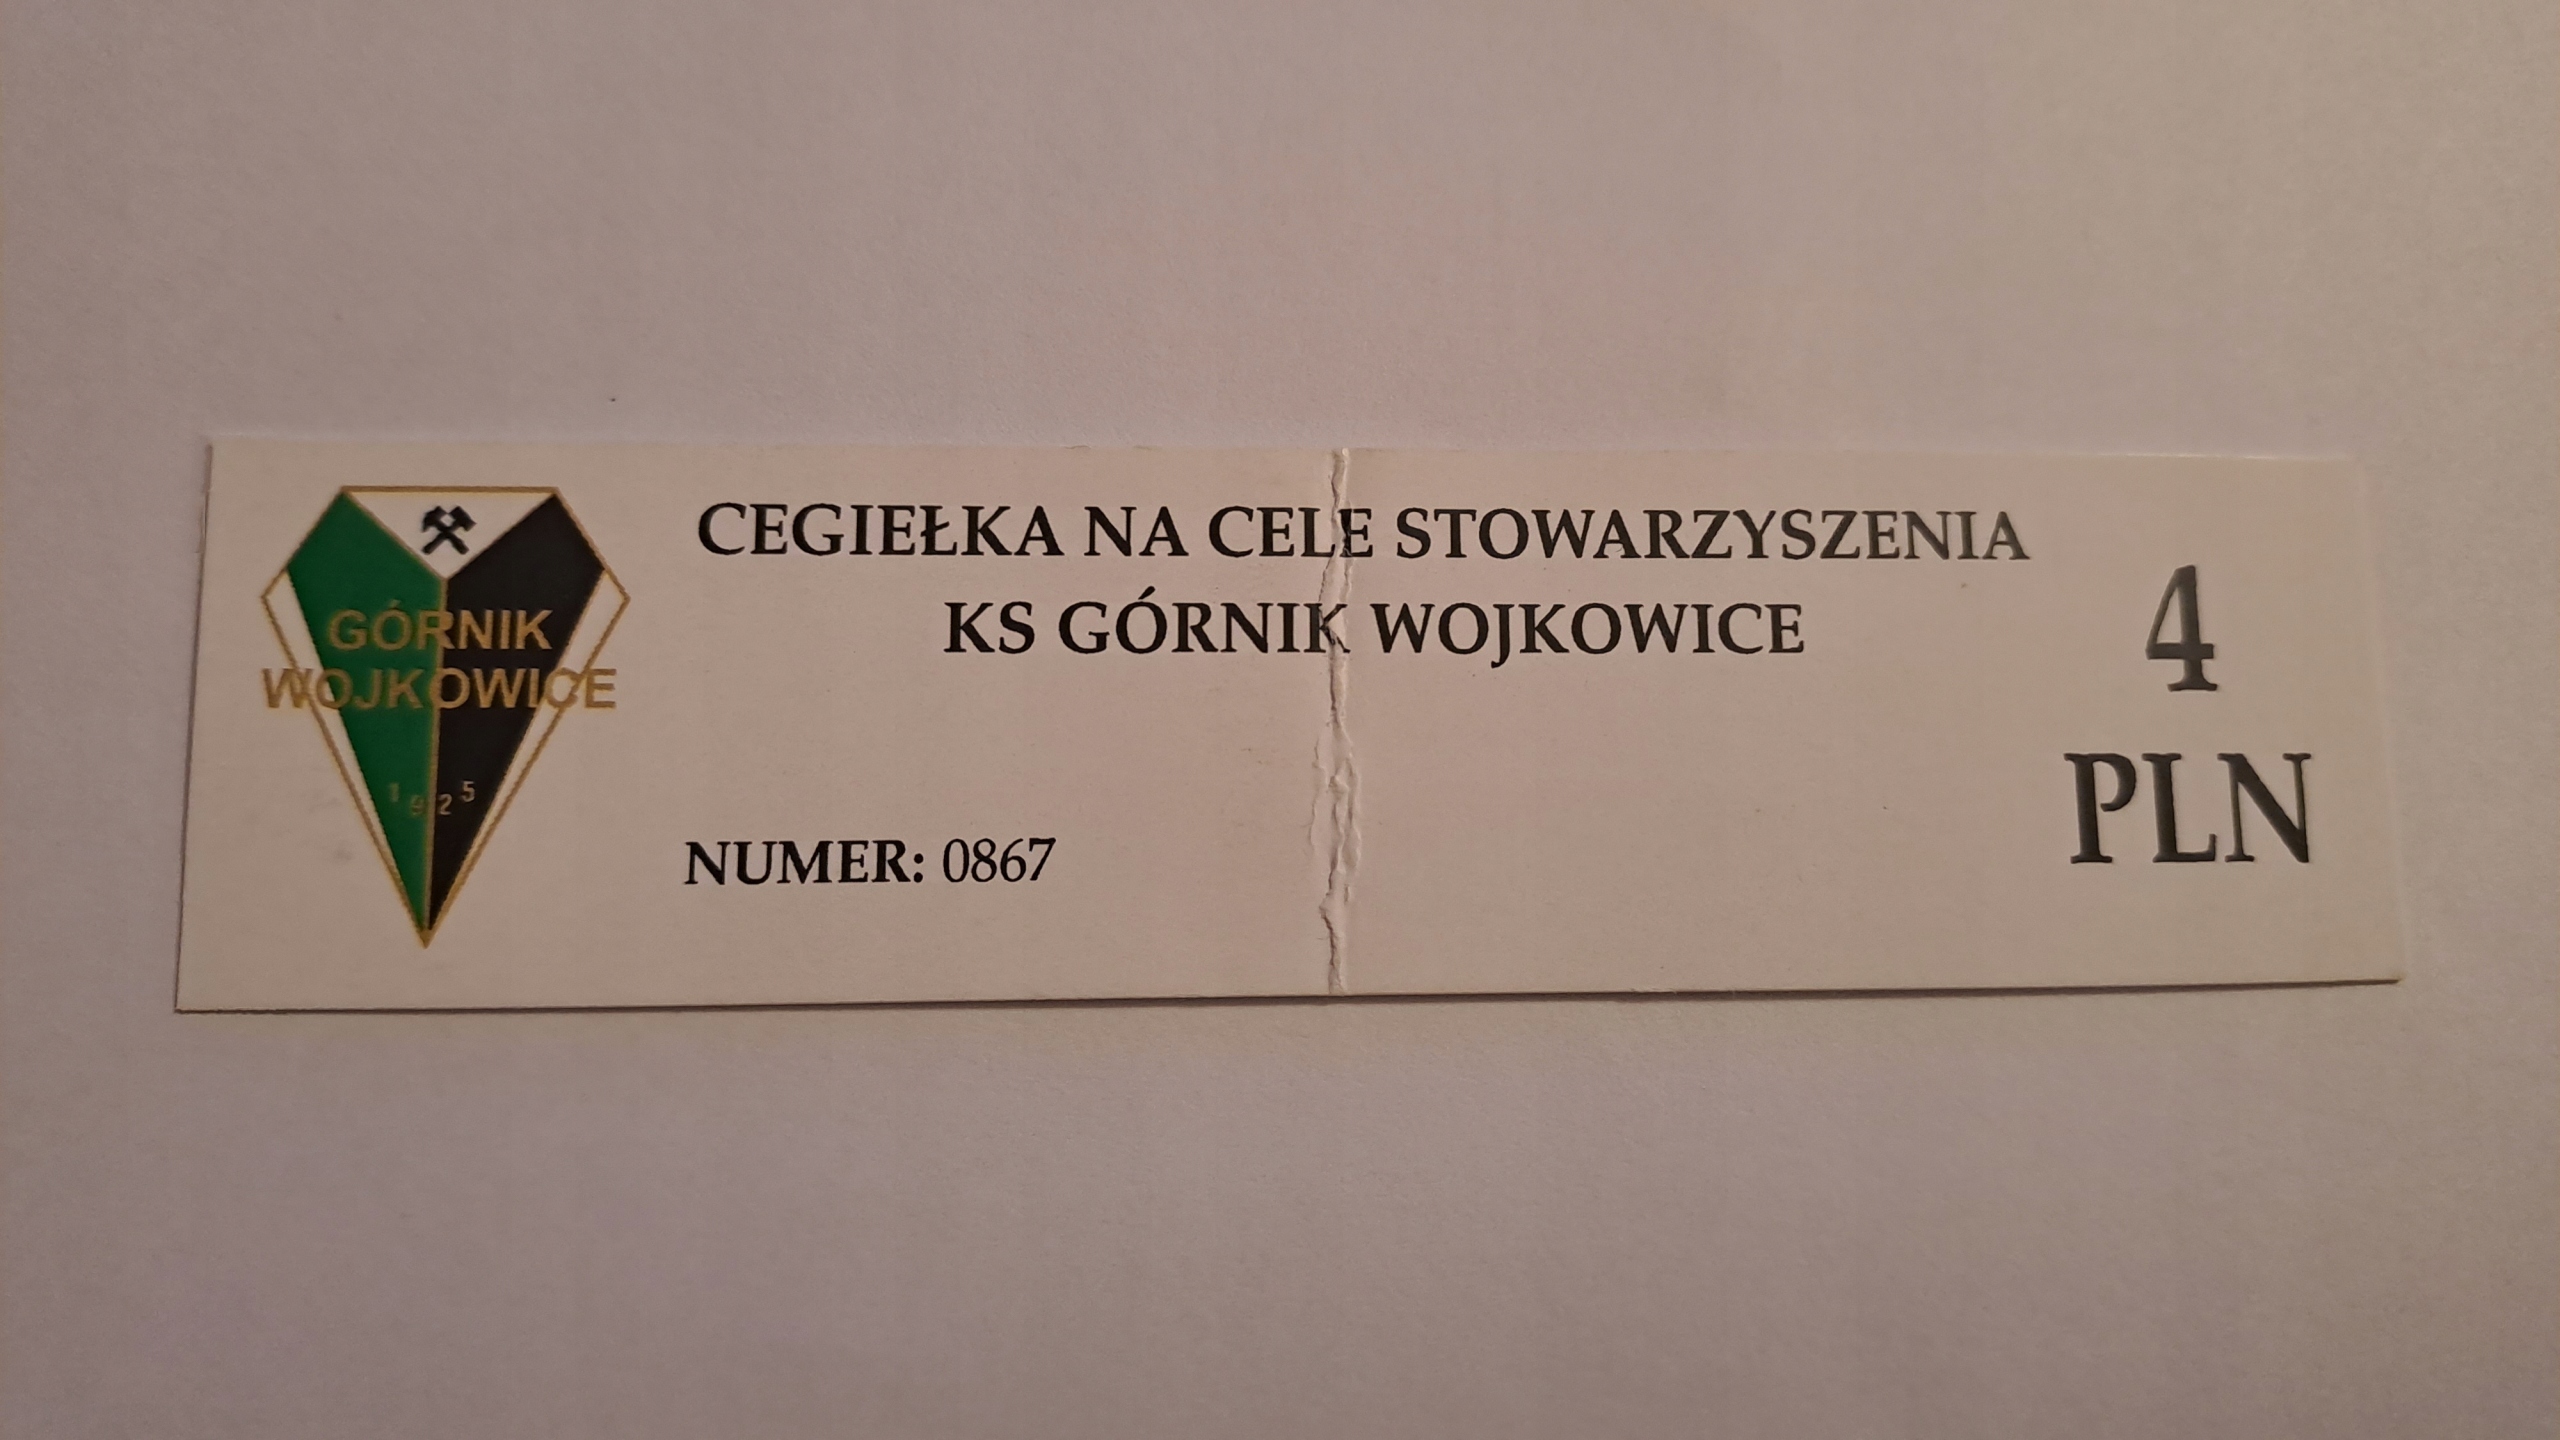 CEGIEŁKA NA CELE STOWARZYSZENIA
KS GÓRNIK WOJKOWICE
4
PLN
GÓRNIK
WOJKOWICE
1925
NUMER: 0867